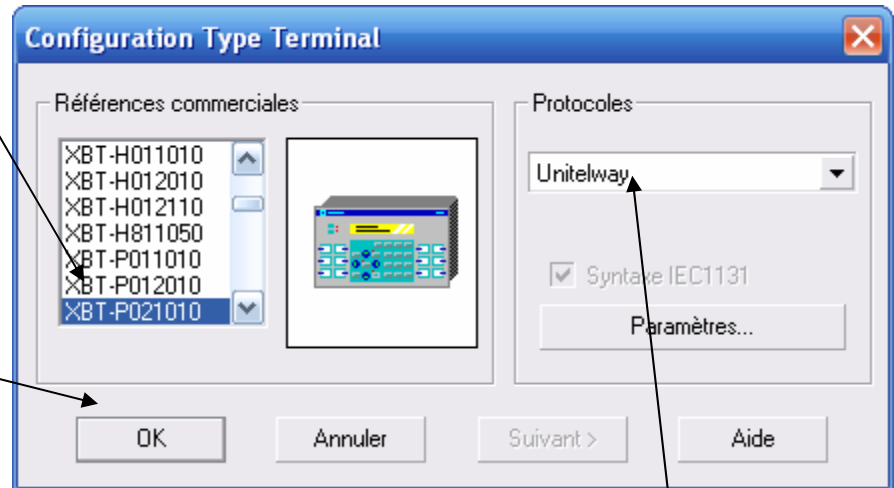 Configuration Type Terminal
Références commerciales
XBT-H011010
XBT-H012010
XBT-H012110
XBT-H811050
XBT-P011010
XBT-P012010
XBT-P021010
Protocoles
Unitelway
Syntaxe IEC1131
Paramètres...
OK
Annuler
Suivant >
Aide